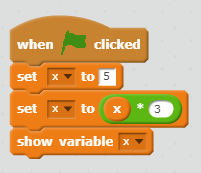 when clicked
set x to 5
set x to x * 3
show variable x